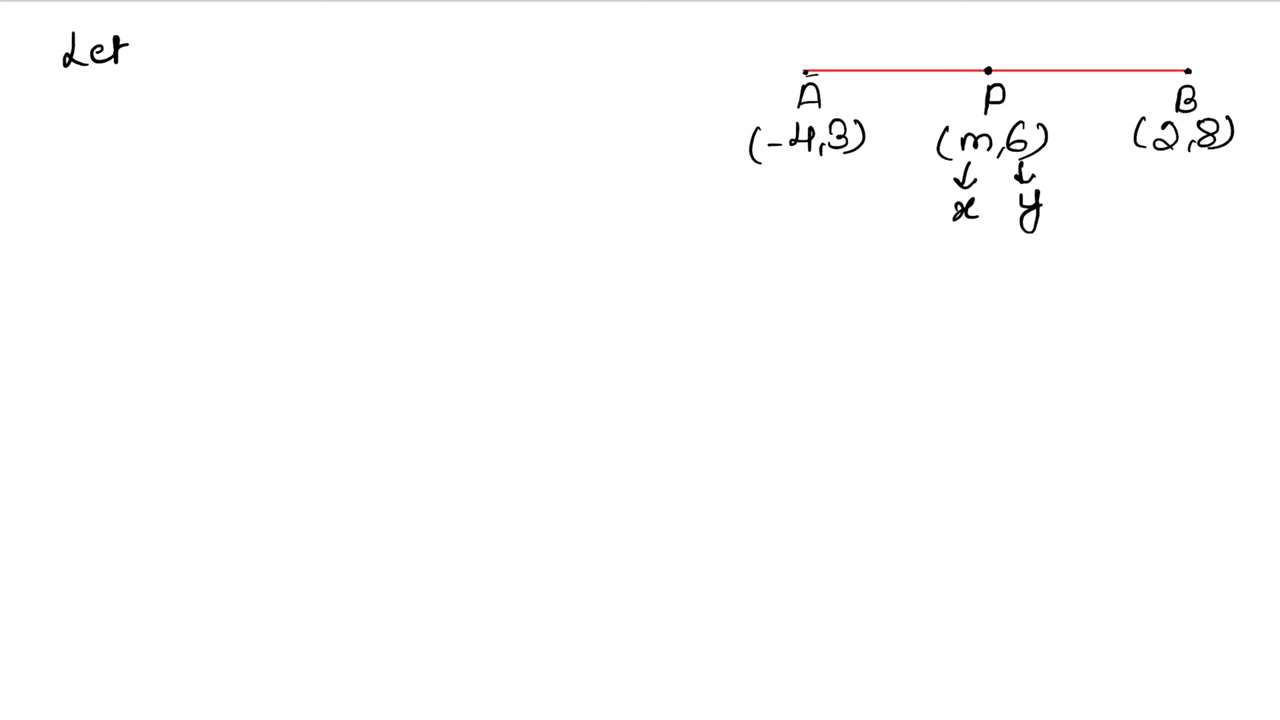 Let
A P B
(-4,3) (m,6) (2,8)
↓ ↓
x y